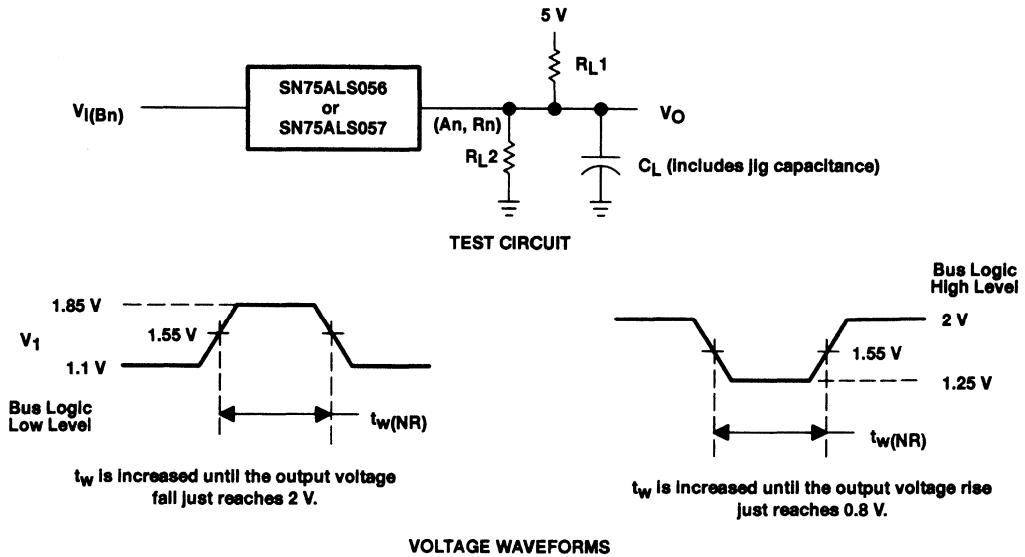 5 V
RL1
SN75ALS056
or
SN75ALS057
VI(Bn)
(An, Rn)
VO
RL2
CL (includes jig capacitance)
TEST CIRCUIT
Bus Logic
High Level
1.85 V
2 V
V1
1.55 V
1.55 V
1.1 V
1.25 V
Bus Logic
Low Level
tw(NR)
tw(NR)
tw is increased until the output voltage
fall just reaches 2 V.
tw is increased until the output voltage rise
just reaches 0.8 V.
VOLTAGE WAVEFORMS